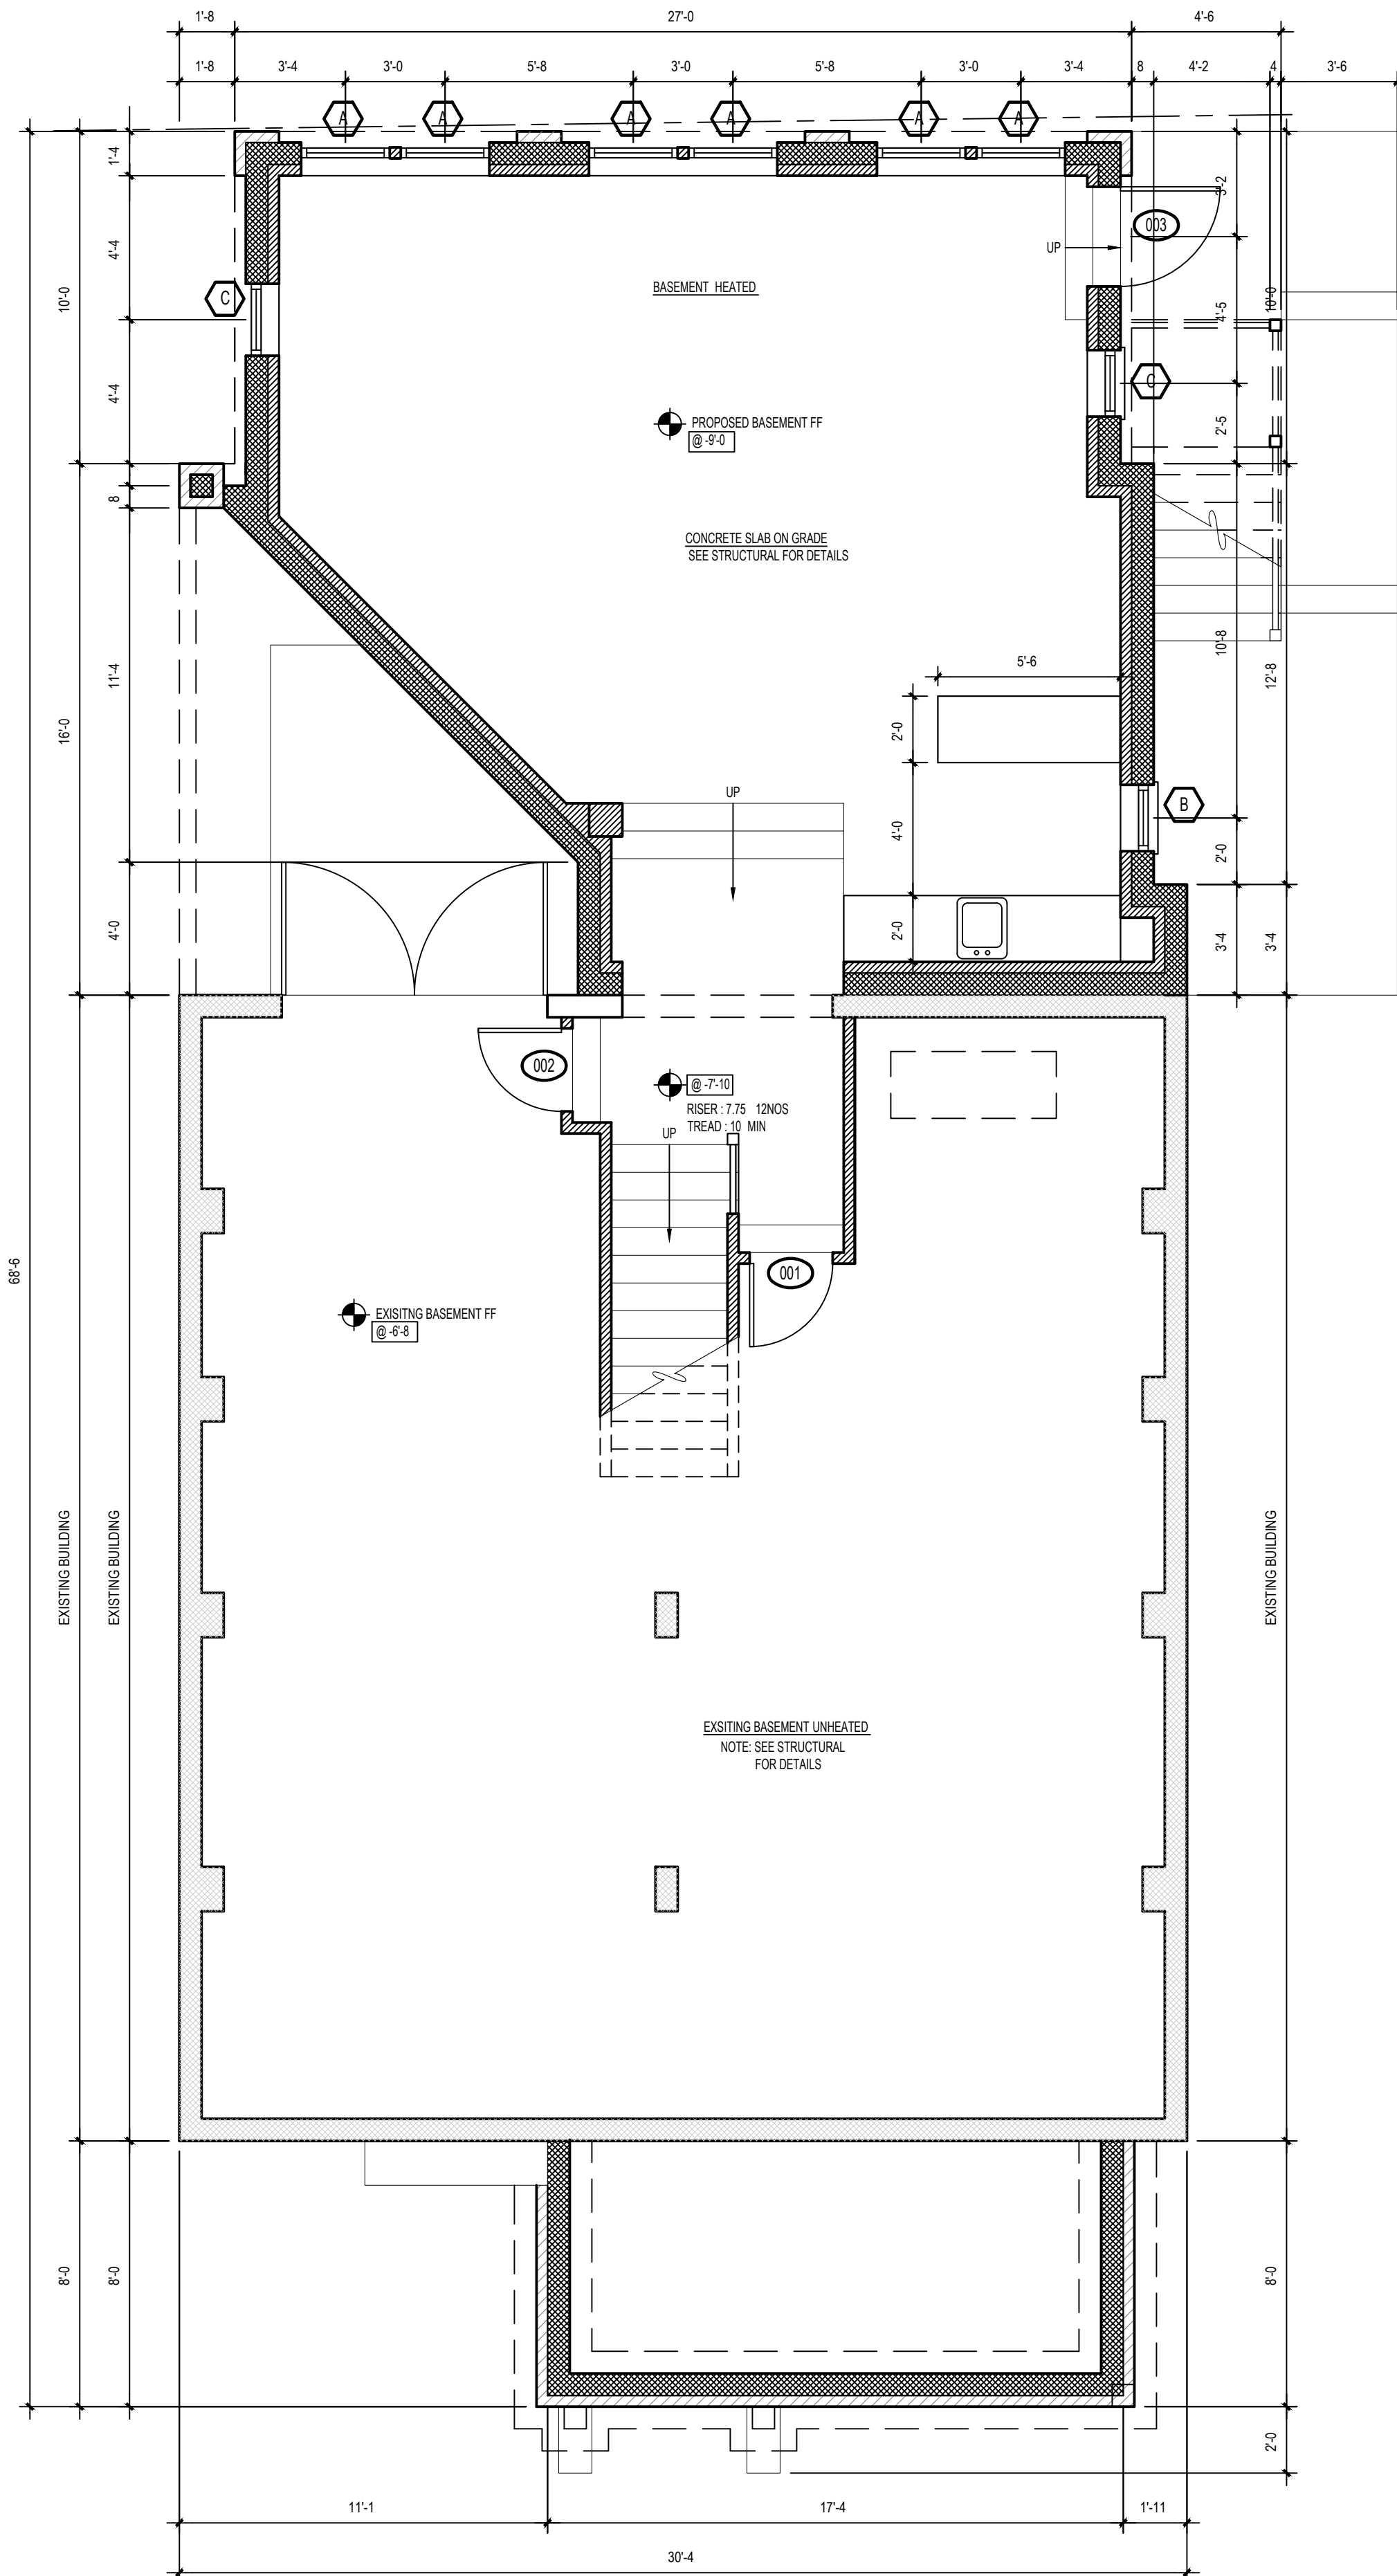 1'-8 27'-0 4'-6
1'-8 3'-4 3'-0 5'-8 3'-0 5'-8 3'-0 3'-4 8 4'-2 4 3'-6
A A A A A A
1'-4
3'-2
003
UP
4'-4
10'-0
BASEMENT HEATED
C
4'-5
10'-0
C
4'-4
PROPOSED BASEMENT FF
@ -9'-0
2'-5
8
CONCRETE SLAB ON GRADE
SEE STRUCTURAL FOR DETAILS
10'-8
12'-8
11'-4
5'-6
16'-0
2'-0
UP
B
4'-0
2'-0
4'-0
2'-0
3'-4
3'-4
002
@ -7'-10
RISER : 7.75 12NOS
TREAD : 10 MIN
UP
68'-6
001
EXISITNG BASEMENT FF
@ -6'-8
EXISTING BUILDING
EXISTING BUILDING
EXISTING BUILDING
EXSITING BASEMENT UNHEATED
NOTE: SEE STRUCTURAL
FOR DETAILS
8'-0
8'-0
8'-0
2'-0
11'-1 17'-4 1'-11
30'-4